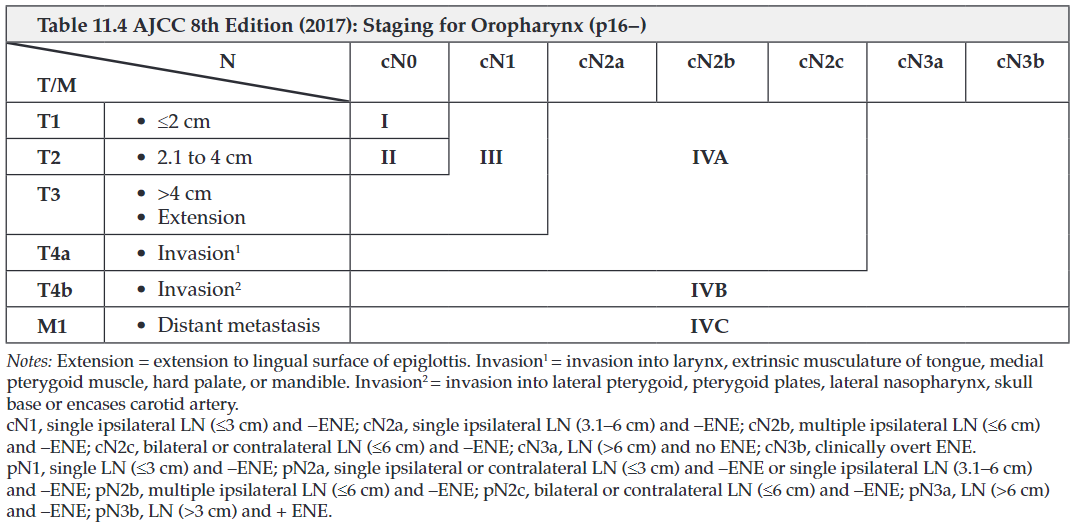 Table 11.4 AJCC 8th Edition (2017): Staging for Oropharynx (p16–)
N cN0 cN1 cN2a cN2b cN2c cN3a cN3b
T/M
T1 • ≤2 cm I
T2 • 2.1 to 4 cm II III IVA
T3 • >4 cm
• Extension
T4a • Invasion¹
T4b • Invasion² IVB
M1 • Distant metastasis IVC
Notes: Extension = extension to lingual surface of epiglottis. Invasion¹ = invasion into larynx, extrinsic musculature of tongue, medial
pterygoid muscle, hard palate, or mandible. Invasion² = invasion into lateral pterygoid, pterygoid plates, lateral nasopharynx, skull
base or encases carotid artery.
cN1, single ipsilateral LN (≤3 cm) and –ENE; cN2a, single ipsilateral LN (3.1–6 cm) and –ENE; cN2b, multiple ipsilateral LN (≤6 cm)
and –ENE; cN2c, bilateral or contralateral LN (≤6 cm) and –ENE; cN3a, LN (>6 cm) and no ENE; cN3b, clinically overt ENE.
pN1, single LN (≤3 cm) and –ENE; pN2a, single ipsilateral or contralateral LN (≤3 cm) and –ENE or single ipsilateral LN (3.1–6 cm)
and –ENE; pN2b, multiple ipsilateral LN (≤6 cm) and –ENE; pN2c, bilateral or contralateral LN (≤6 cm) and –ENE; pN3a, LN (>6 cm)
and –ENE; pN3b, LN (>3 cm) and + ENE.